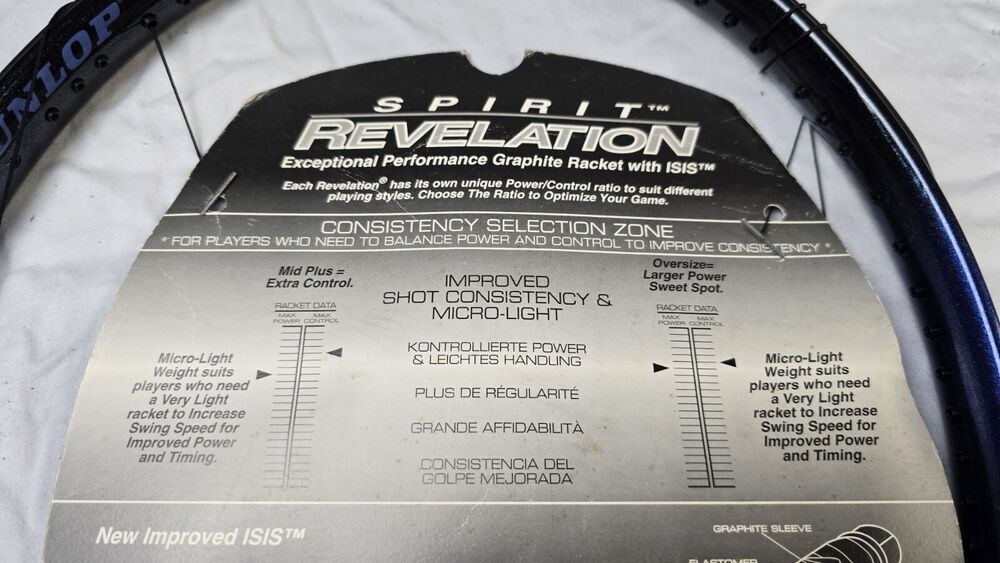 UNLOP
SPIRIT™
REVELATION
Exceptional Performance Graphite Racket with ISIS™
Each Revelation® has its own unique Power/Control ratio to suit different
playing styles. Choose The Ratio to Optimize Your Game.
CONSISTENCY SELECTION ZONE
* FOR PLAYERS WHO NEED TO BALANCE POWER AND CONTROL TO IMPROVE CONSISTENCY *
Mid Plus =
Extra Control.
RACKET DATA
MAX POWER MAX CONTROL
Micro-Light
Weight suits
players who need
a Very Light
racket to Increase
Swing Speed for
Improved Power
and Timing.
IMPROVED
SHOT CONSISTENCY &
MICRO-LIGHT
KONTROLLIERTE POWER
& LEICHTES HANDLING
PLUS DE RÉGULARITÉ
GRANDE AFFIDABILITÀ
CONSISTENCIA DEL
GOLPE MEJORADA
Oversize=
Larger Power
Sweet Spot.
RACKET DATA
MAX POWER MAX CONTROL
Micro-Light
Weight suits
players who need
a Very Light
racket to Increase
Swing Speed for
Improved Power
and Timing.
New Improved ISIS™
GRAPHITE SLEEVE
ELASTOMER